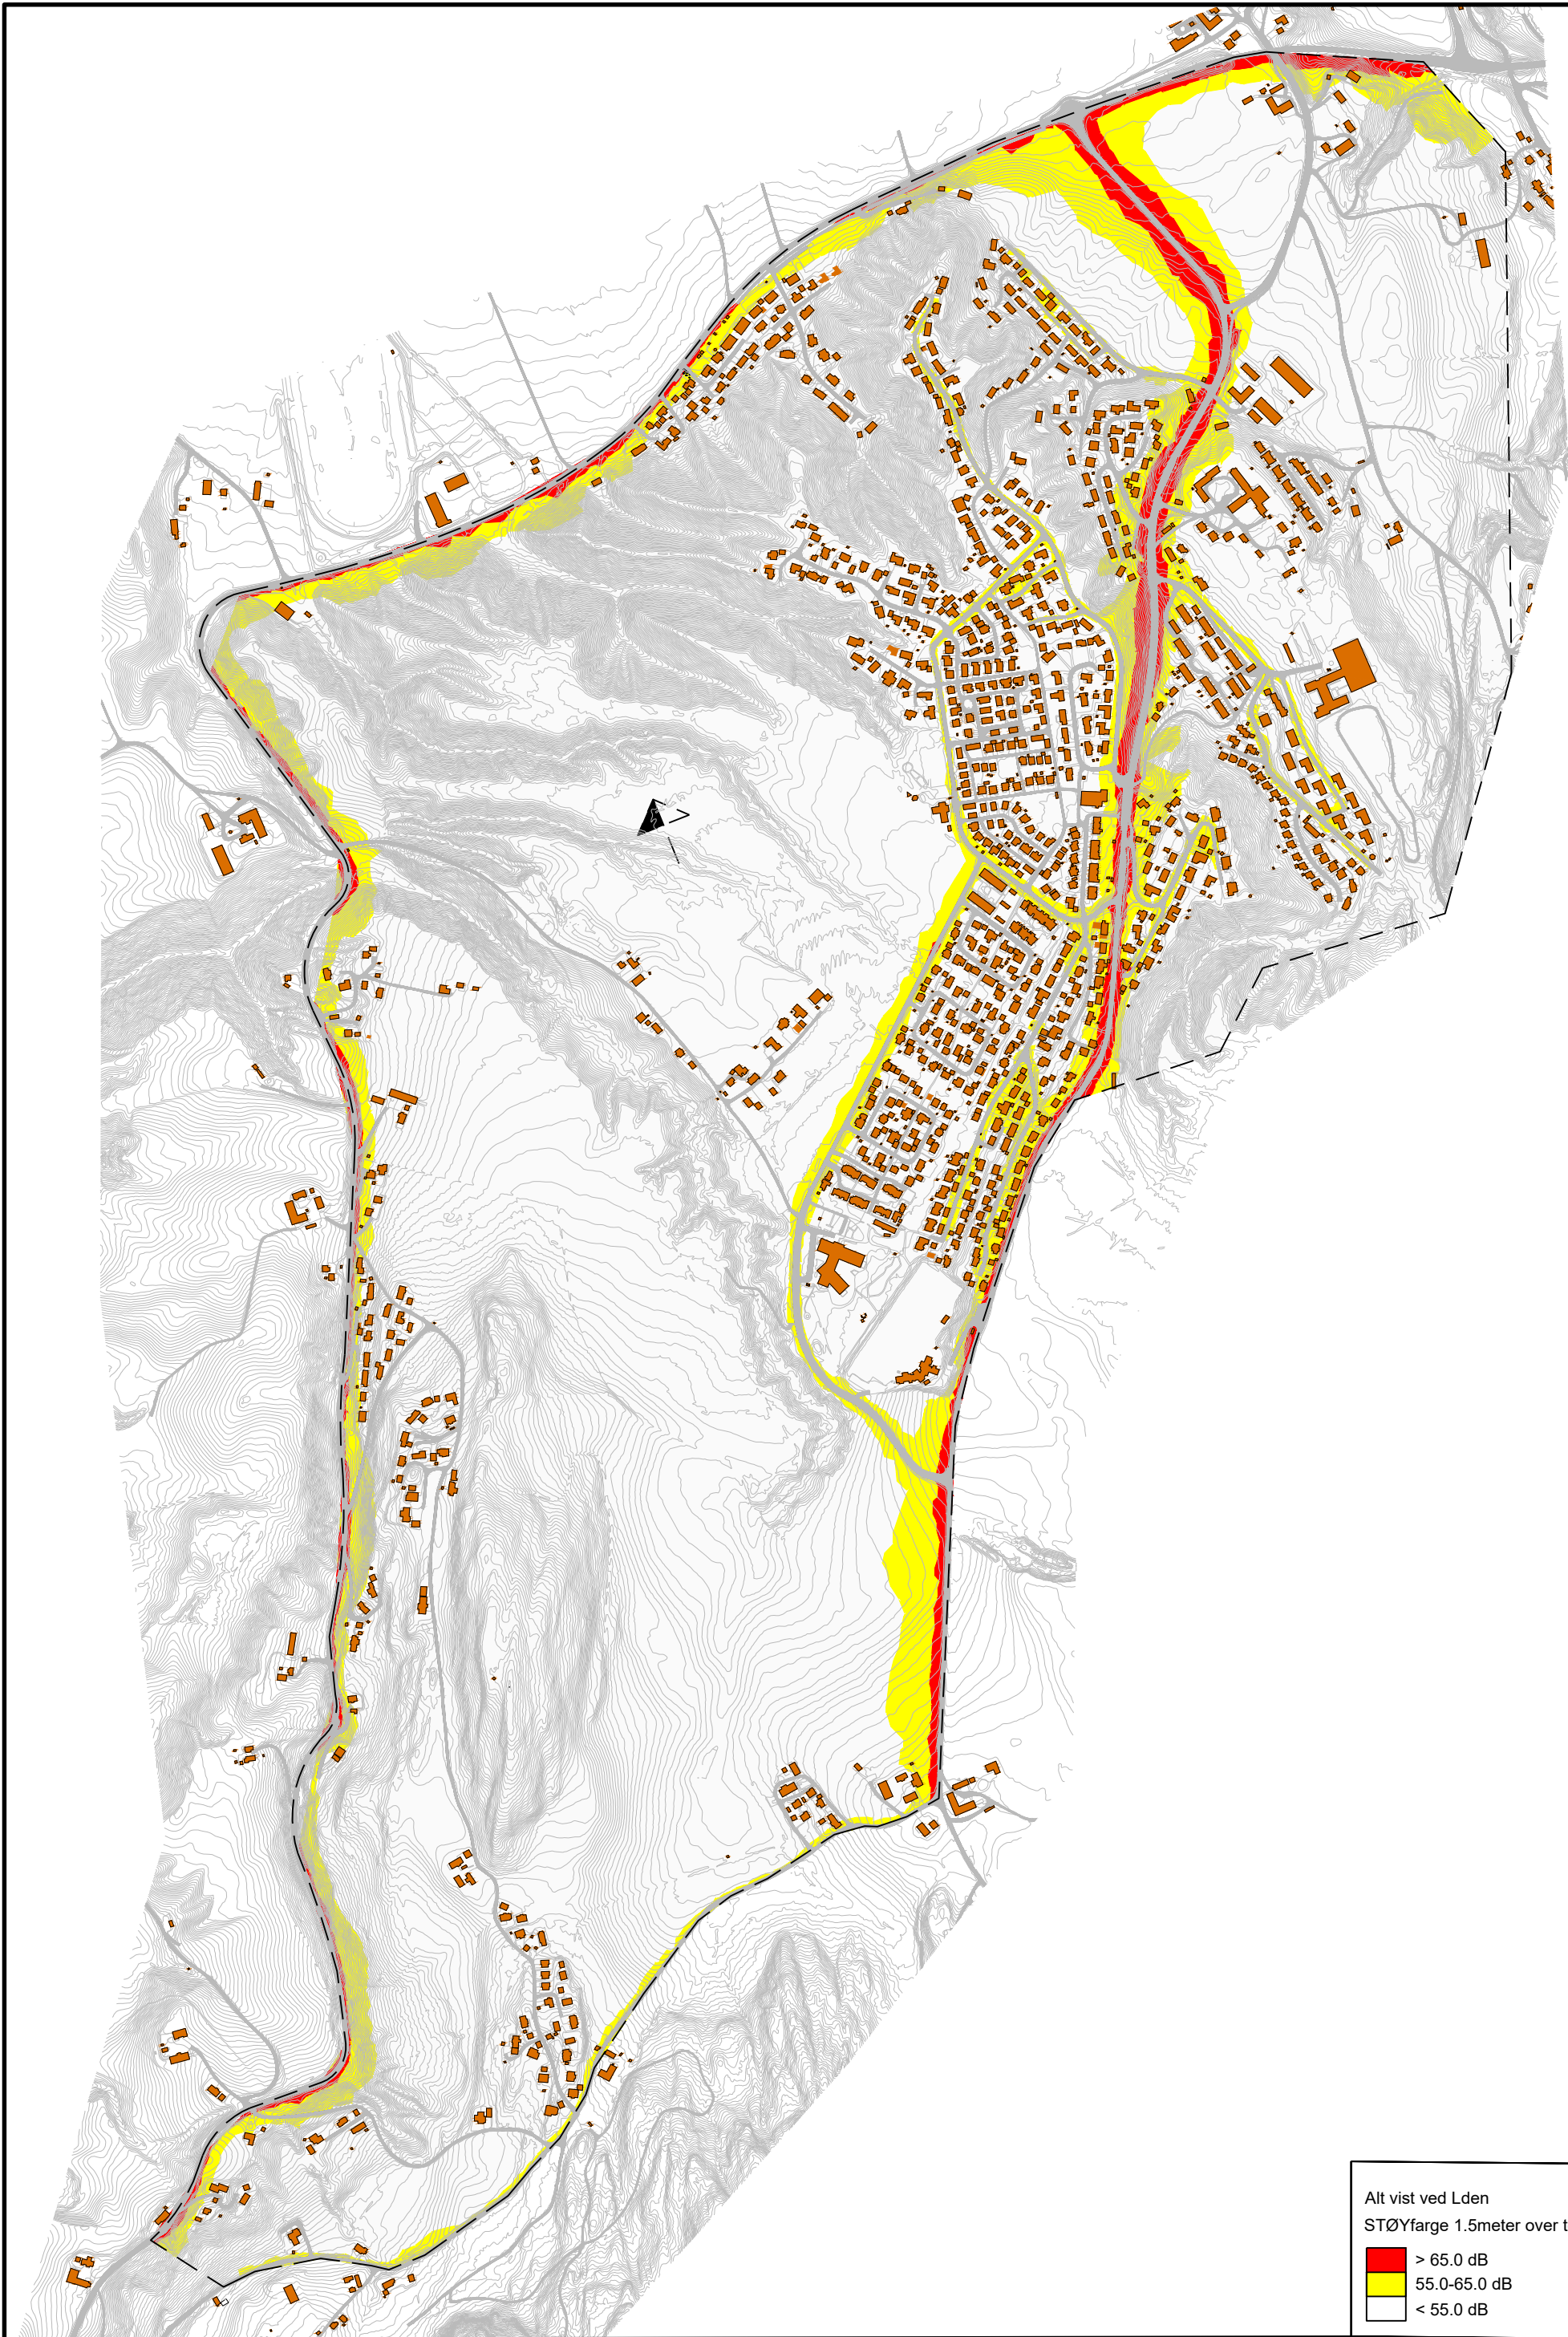 Alt vist ved Lden
STØYfarge 1.5meter over t
> 65.0 dB
55.0-65.0 dB
< 55.0 dB